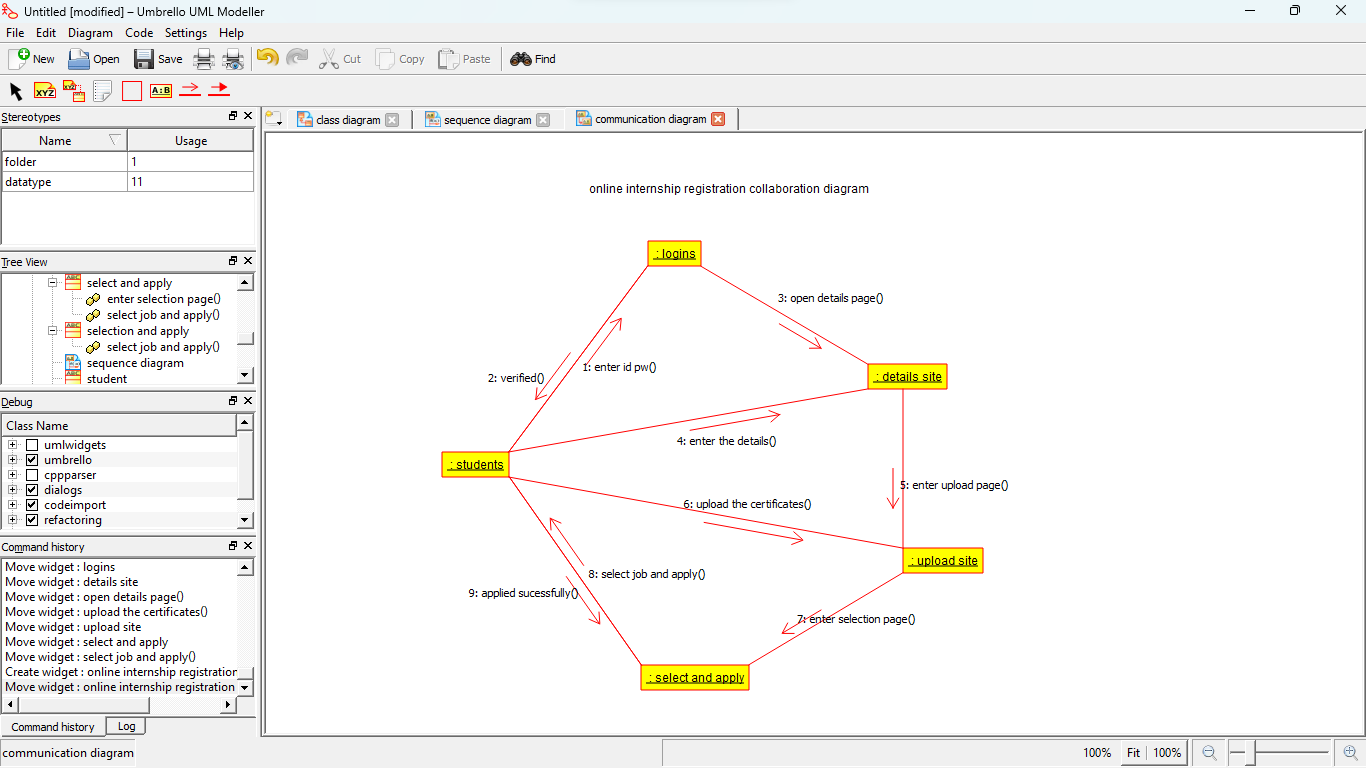 Untitled [modified] – Umbrello UML Modeller
File Edit Diagram Code Settings Help
New Open Save Cut Copy Paste Find
XYZ XYZ A:B
Stereotypes
class diagram sequence diagram communication diagram
Name Usage
folder 1
datatype 11
online internship registration collaboration diagram
: logins
Tree View
select and apply
enter selection page()
select job and apply()
selection and apply
select job and apply()
sequence diagram
student
3: open details page()
1: enter id pw()
2: verified()
: details site
4: enter the details()
Debug
Class Name
umlwidgets
umbrello
cppparser
dialogs
codeimport
refactoring
: students
5: enter upload page()
6: upload the certificates()
: upload site
8: select job and apply()
9: applied sucessfully()
7: enter selection page()
: select and apply
Command history
Move widget : logins
Move widget : details site
Move widget : open details page()
Move widget : upload the certificates()
Move widget : upload site
Move widget : select and apply
Move widget : select job and apply()
Create widget : online internship registration
Move widget : online internship registration
Command history Log
communication diagram 100% Fit 100%